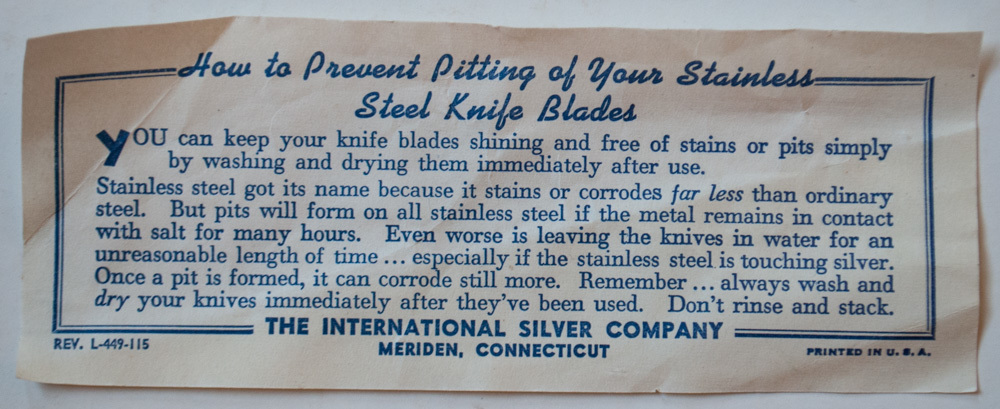 How to Prevent Pitting of Your Stainless
Steel Knife Blades
YOU can keep your knife blades shining and free of stains or pits simply
by washing and drying them immediately after use.
Stainless steel got its name because it stains or corrodes far less than ordinary
steel. But pits will form on all stainless steel if the metal remains in contact
with salt for many hours. Even worse is leaving the knives in water for an
unreasonable length of time ... especially if the stainless steel is touching silver.
Once a pit is formed, it can corrode still more. Remember ... always wash and
dry your knives immediately after they've been used. Don't rinse and stack.
THE INTERNATIONAL SILVER COMPANY
MERIDEN, CONNECTICUT
REV. L-449-115
PRINTED IN U. S. A.